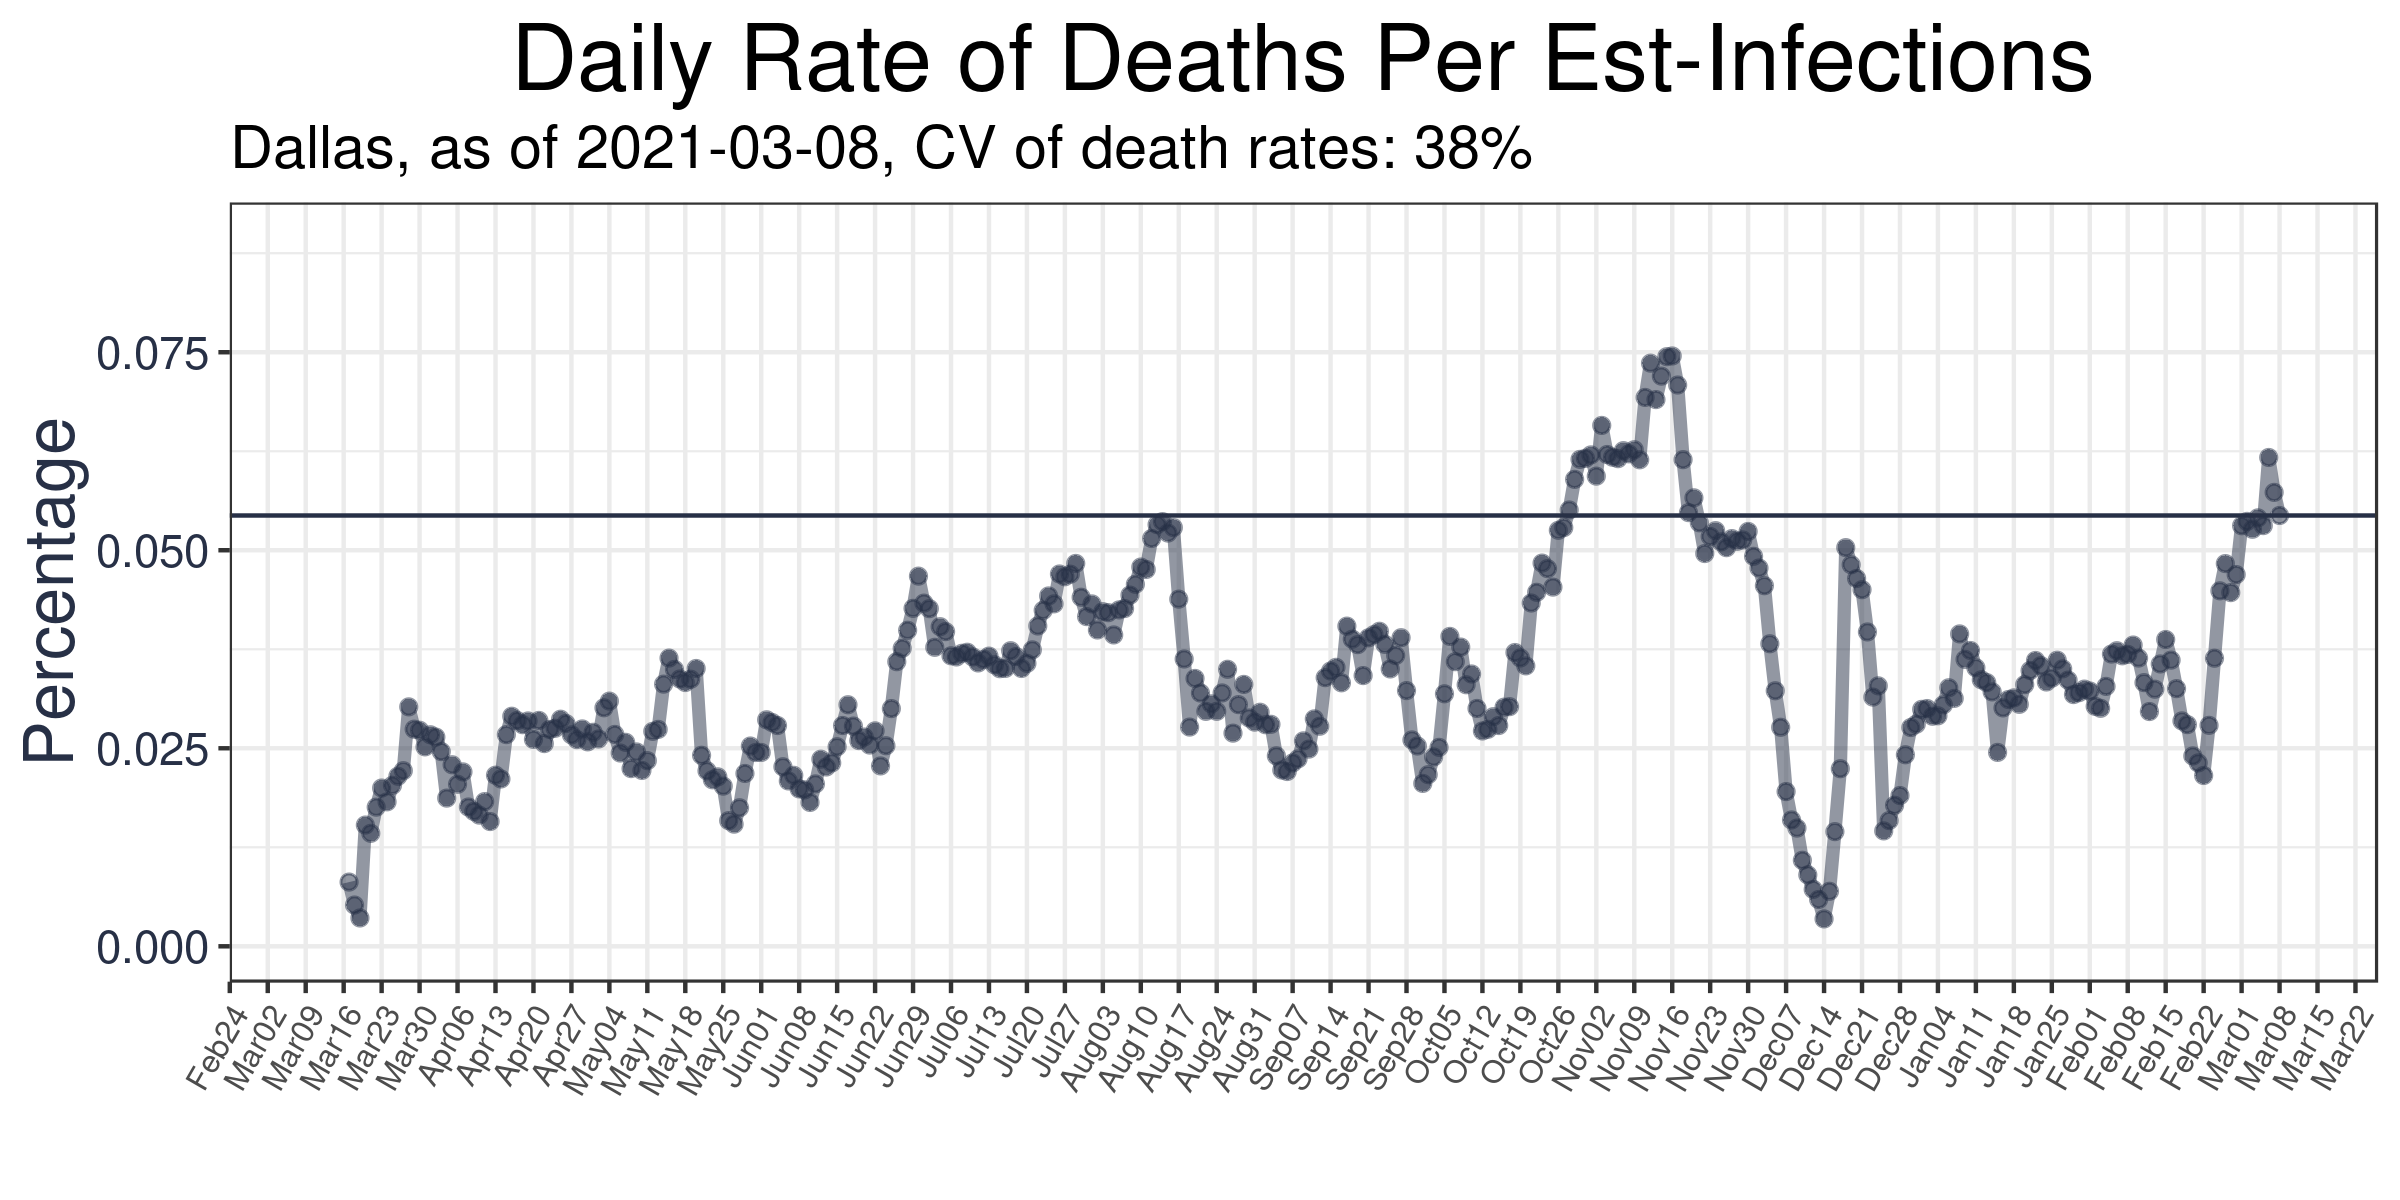 Daily Rate of Deaths Per Est-Infections
Dallas, as of 2021-03-08, CV of death rates: 38%
Percentage
0.075
0.050
0.025
0.000
Feb24
Mar02
Mar09
Mar16
Mar23
Mar30
Apr06
Apr13
Apr20
Apr27
May04
May11
May18
May25
Jun01
Jun08
Jun15
Jun22
Jun29
Jul06
Jul13
Jul20
Jul27
Aug03
Aug10
Aug17
Aug24
Aug31
Sep07
Sep14
Sep21
Sep28
Oct05
Oct12
Oct19
Oct26
Nov02
Nov09
Nov16
Nov23
Nov30
Dec07
Dec14
Dec21
Dec28
Jan04
Jan11
Jan18
Jan25
Feb01
Feb08
Feb15
Feb22
Mar01
Mar08
Mar15
Mar22